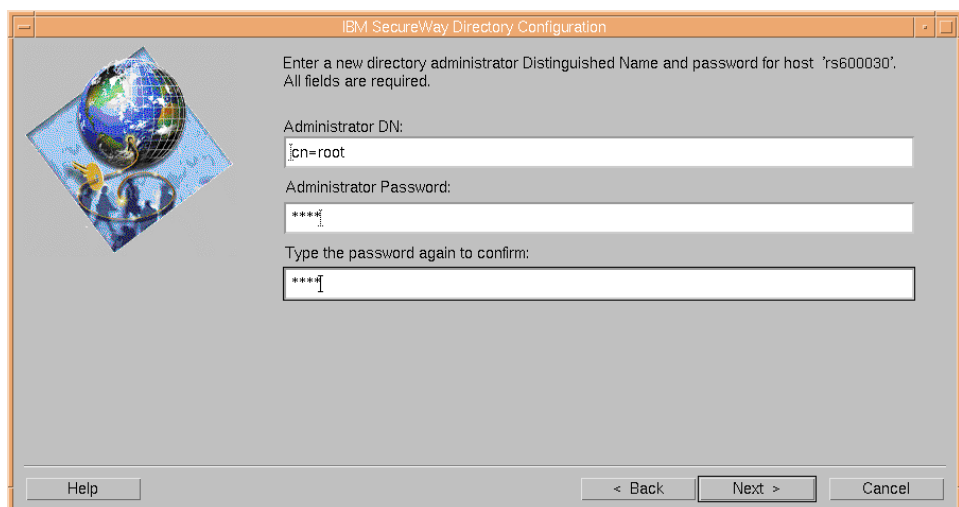 IBM SecureWay Directory Configuration
Enter a new directory administrator Distinguished Name and password for host 'rs600030'.
All fields are required.
Administrator DN:
cn=root
Administrator Password:
****
Type the password again to confirm:
****
Help
< Back
Next >
Cancel